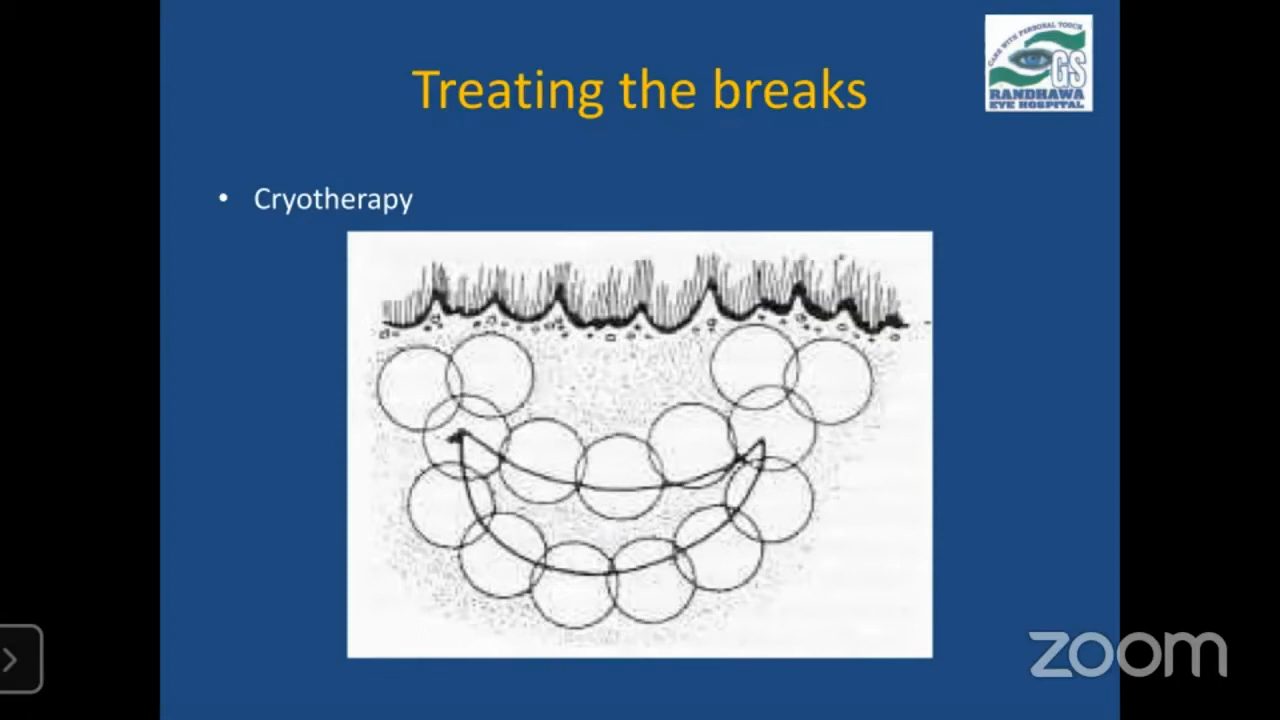 Treating the breaks
CARE WITH PERSONAL TOUCH
GS
RANDHAWA
EYE HOSPITAL
• Cryotherapy
zoom